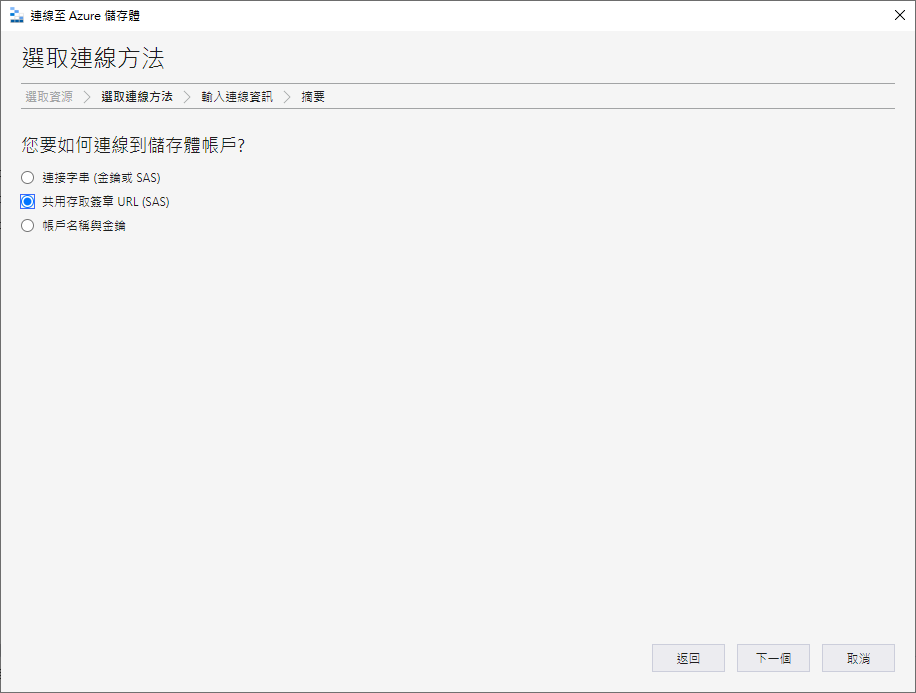 連線至 Azure 儲存體
選取連線方法
選取資源 > 選取連線方法 > 輸入連線資訊 > 摘要
您要如何連線到儲存體帳戶?
連接字串 (金鑰或 SAS)
共用存取簽章 URL (SAS)
帳戶名稱與金鑰
返回 下一個 取消